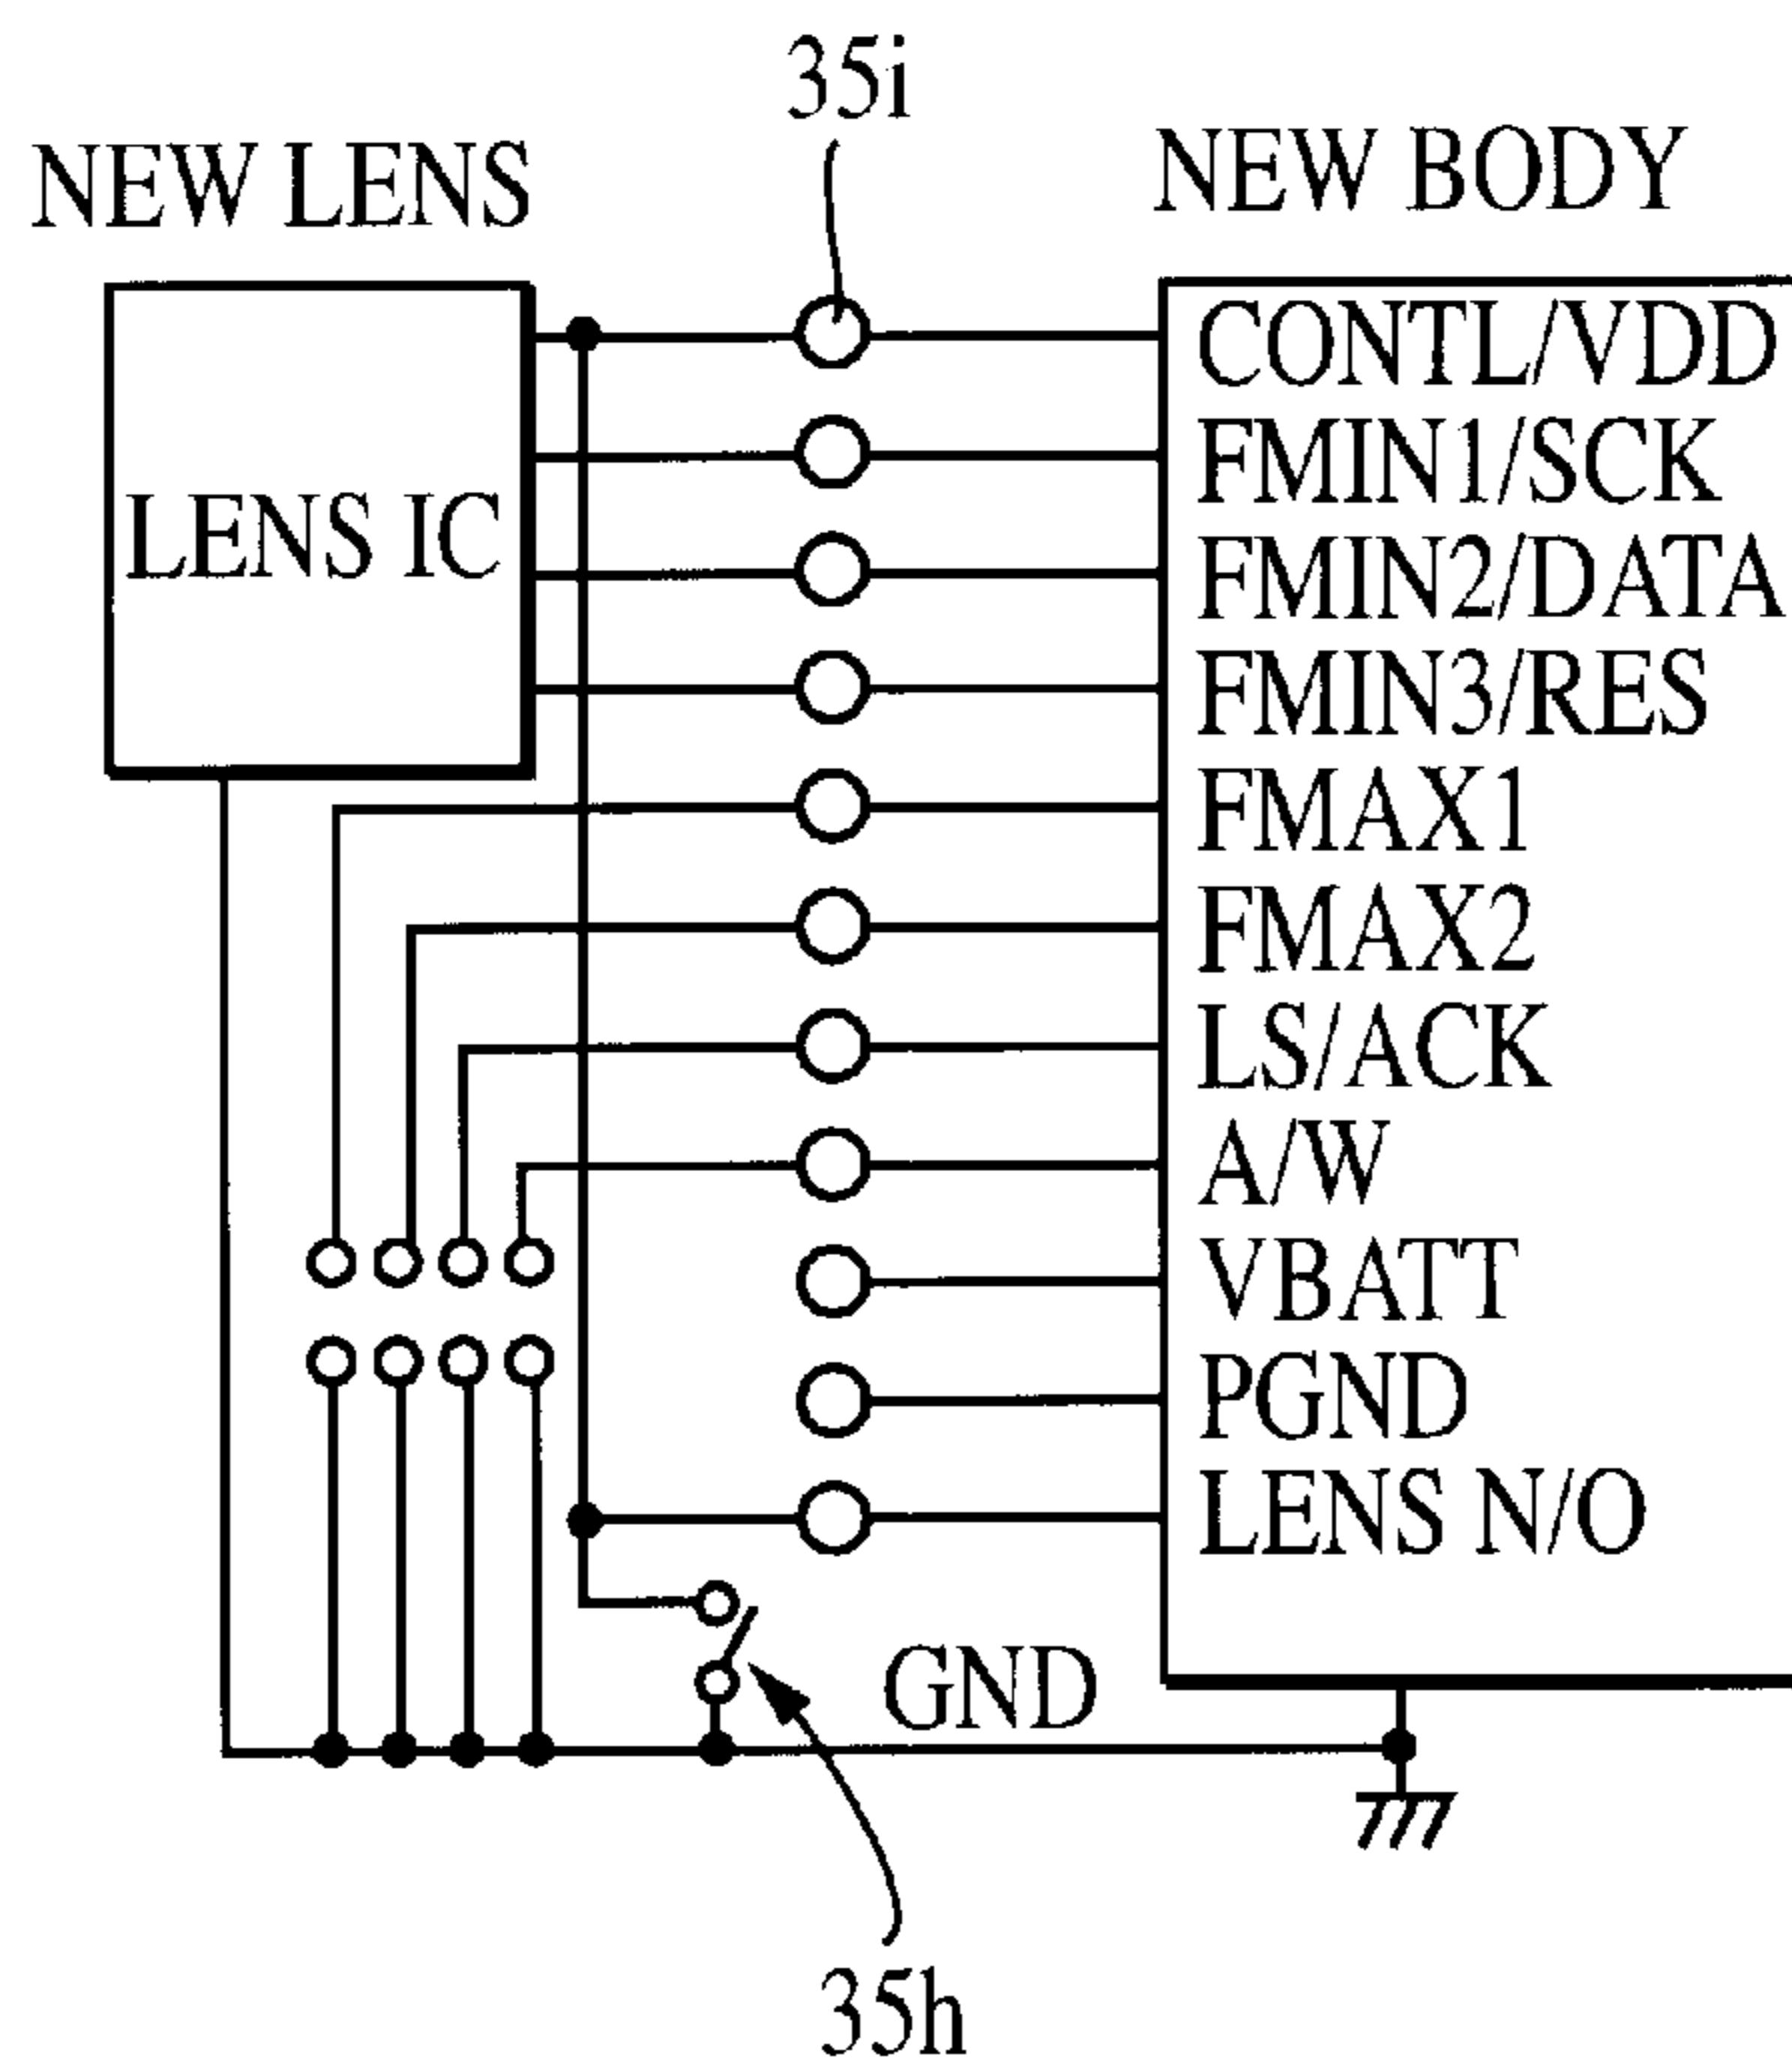 35i
NEW LENS
NEW BODY
LENS IC
CONTL/VDD
FMIN1/SCK
FMIN2/DATA
FMIN3/RES
FMAX1
FMAX2
LS/ACK
A/W
VBATT
PGND
LENS N/O
GND
35h